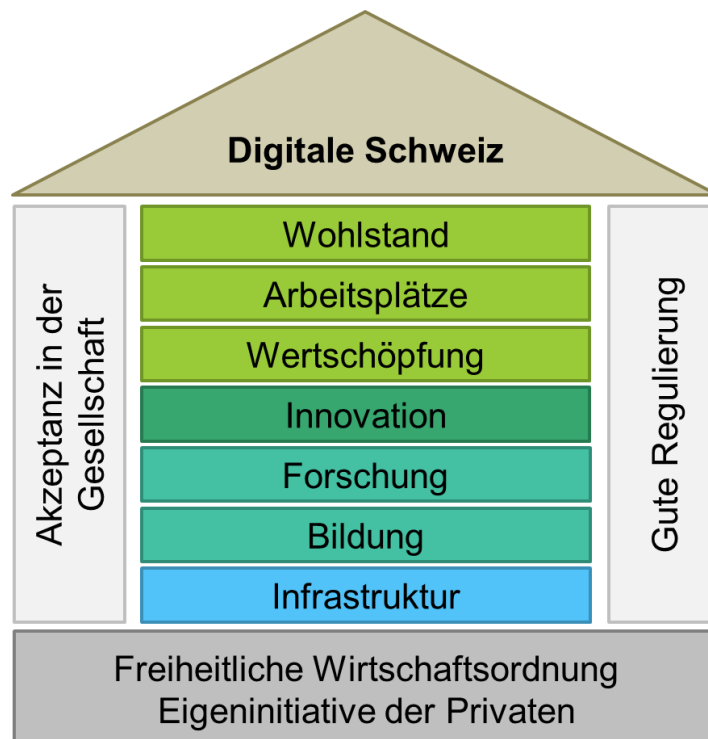 Digitale Schweiz
Akzeptanz in der
Gesellschaft
Wohlstand
Arbeitsplätze
Wertschöpfung
Innovation
Forschung
Bildung
Infrastruktur
Gute Regulierung
Freiheitliche Wirtschaftsordnung
Eigeninitiative der Privaten